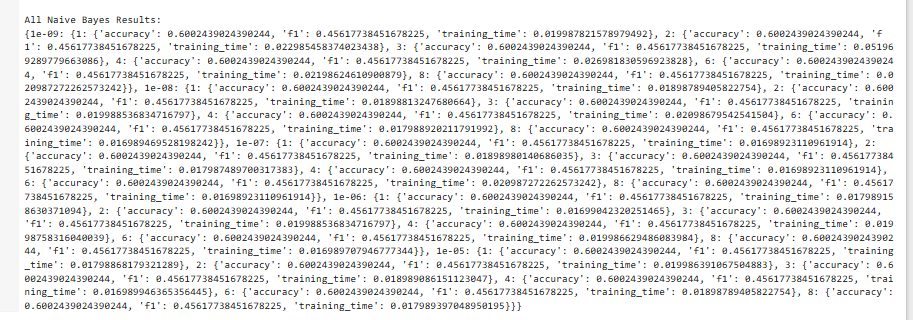 All Naive Bayes Results:
{1e-09: {1: {'accuracy': 0.6002439024390244, 'f1': 0.45617738451678225, 'training_time': 0.019987821578979492}, 2: {'accuracy': 0.6002439024390244, 'f
1': 0.45617738451678225, 'training_time': 0.022985458374023438}, 3: {'accuracy': 0.6002439024390244, 'f1': 0.45617738451678225, 'training_time': 0.05196
9289779663086}, 4: {'accuracy': 0.6002439024390244, 'f1': 0.45617738451678225, 'training_time': 0.026981830596923828}, 6: {'accuracy': 0.600243902439024
4, 'f1': 0.45617738451678225, 'training_time': 0.02198624610900879}, 8: {'accuracy': 0.6002439024390244, 'f1': 0.45617738451678225, 'training_time': 0.0
20987272262573242}}, 1e-08: {1: {'accuracy': 0.6002439024390244, 'f1': 0.45617738451678225, 'training_time': 0.01898789405822754}, 2: {'accuracy': 0.600
2439024390244, 'f1': 0.45617738451678225, 'training_time': 0.01898813247680664}, 3: {'accuracy': 0.6002439024390244, 'f1': 0.45617738451678225, 'trainin
g_time': 0.019988536834716797}, 4: {'accuracy': 0.6002439024390244, 'f1': 0.45617738451678225, 'training_time': 0.02098679542541504}, 6: {'accuracy': 0.
6002439024390244, 'f1': 0.45617738451678225, 'training_time': 0.017988920211791992}, 8: {'accuracy': 0.6002439024390244, 'f1': 0.45617738451678225, 'tra
ining_time': 0.016989469528198242}}, 1e-07: {1: {'accuracy': 0.6002439024390244, 'f1': 0.45617738451678225, 'training_time': 0.01698923110961914}, 2:
{'accuracy': 0.6002439024390244, 'f1': 0.45617738451678225, 'training_time': 0.01898980140686035}, 3: {'accuracy': 0.6002439024390244, 'f1': 0.456177384
51678225, 'training_time': 0.017987489700317383}, 4: {'accuracy': 0.6002439024390244, 'f1': 0.45617738451678225, 'training_time': 0.01698923110961914},
6: {'accuracy': 0.6002439024390244, 'f1': 0.45617738451678225, 'training_time': 0.020987272262573242}, 8: {'accuracy': 0.6002439024390244, 'f1': 0.45617
738451678225, 'training_time': 0.01698923110961914}}, 1e-06: {1: {'accuracy': 0.6002439024390244, 'f1': 0.45617738451678225, 'training_time': 0.01798915
8630371094}, 2: {'accuracy': 0.6002439024390244, 'f1': 0.45617738451678225, 'training_time': 0.01699042320251465}, 3: {'accuracy': 0.6002439024390244,
'f1': 0.45617738451678225, 'training_time': 0.019988536834716797}, 4: {'accuracy': 0.6002439024390244, 'f1': 0.45617738451678225, 'training_time': 0.019
98758316040039}, 6: {'accuracy': 0.6002439024390244, 'f1': 0.45617738451678225, 'training_time': 0.019986629486083984}, 8: {'accuracy': 0.60024390243902
44, 'f1': 0.45617738451678225, 'training_time': 0.016989707946777344}}, 1e-05: {1: {'accuracy': 0.6002439024390244, 'f1': 0.45617738451678225, 'training
_time': 0.01798868179321289}, 2: {'accuracy': 0.6002439024390244, 'f1': 0.45617738451678225, 'training_time': 0.019986391067504883}, 3: {'accuracy': 0.6
002439024390244, 'f1': 0.45617738451678225, 'training_time': 0.018989086151123047}, 4: {'accuracy': 0.6002439024390244, 'f1': 0.45617738451678225, 'trai
ning_time': 0.016989946365356445}, 6: {'accuracy': 0.6002439024390244, 'f1': 0.45617738451678225, 'training_time': 0.01898789405822754}, 8: {'accuracy':
0.6002439024390244, 'f1': 0.45617738451678225, 'training_time': 0.017989397048950195}}}